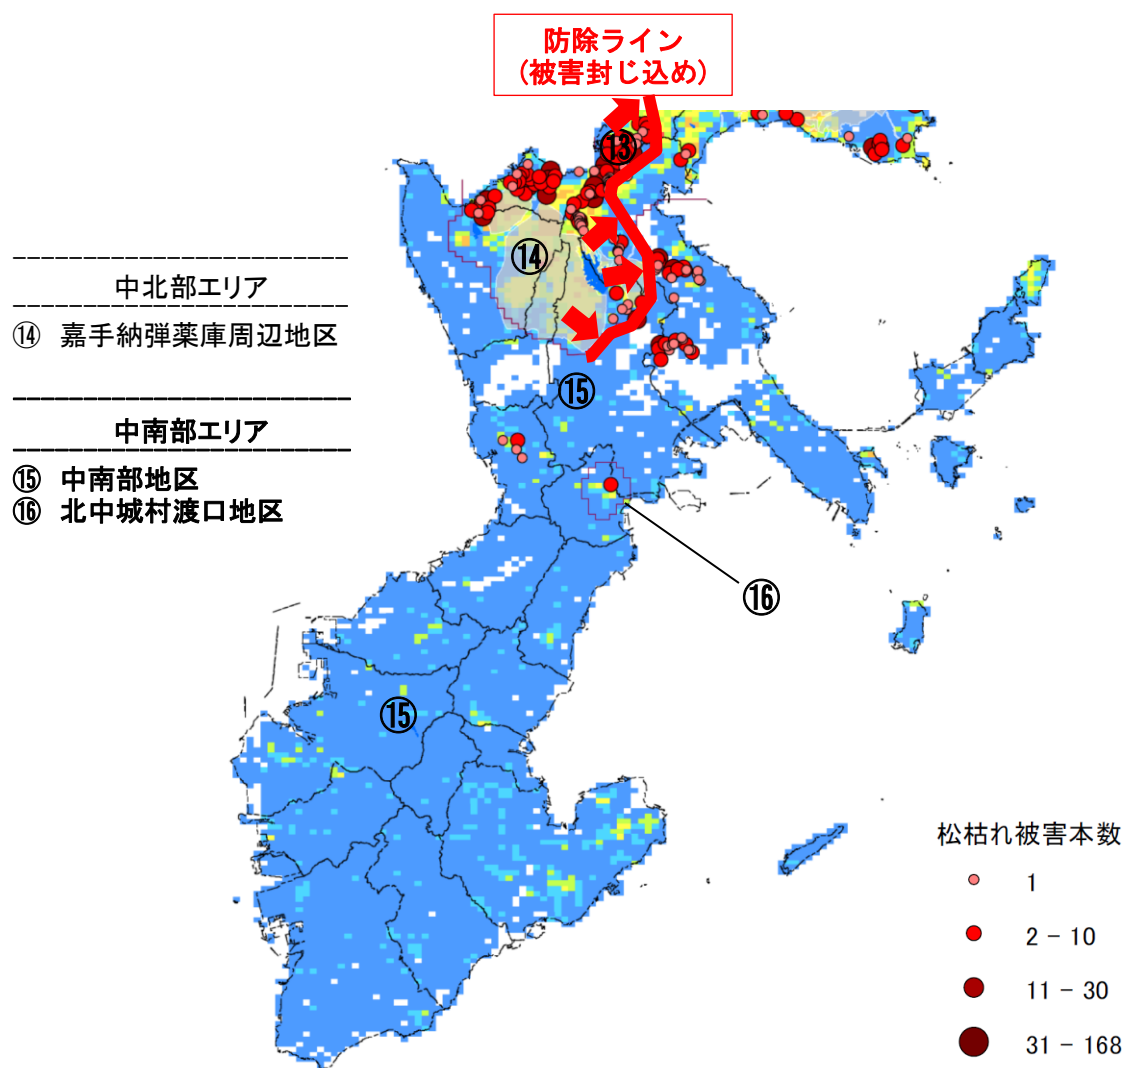 防除ライン
(被害封じ込め)
⑬
⑭
中北部エリア
⑭ 嘉手納弾薬庫周辺地区
⑮
中南部エリア
⑮ 中南部地区
⑯ 北中城村渡口地区
⑯
⑮
松枯れ被害本数
1
2 - 10
11 - 30
31 - 168